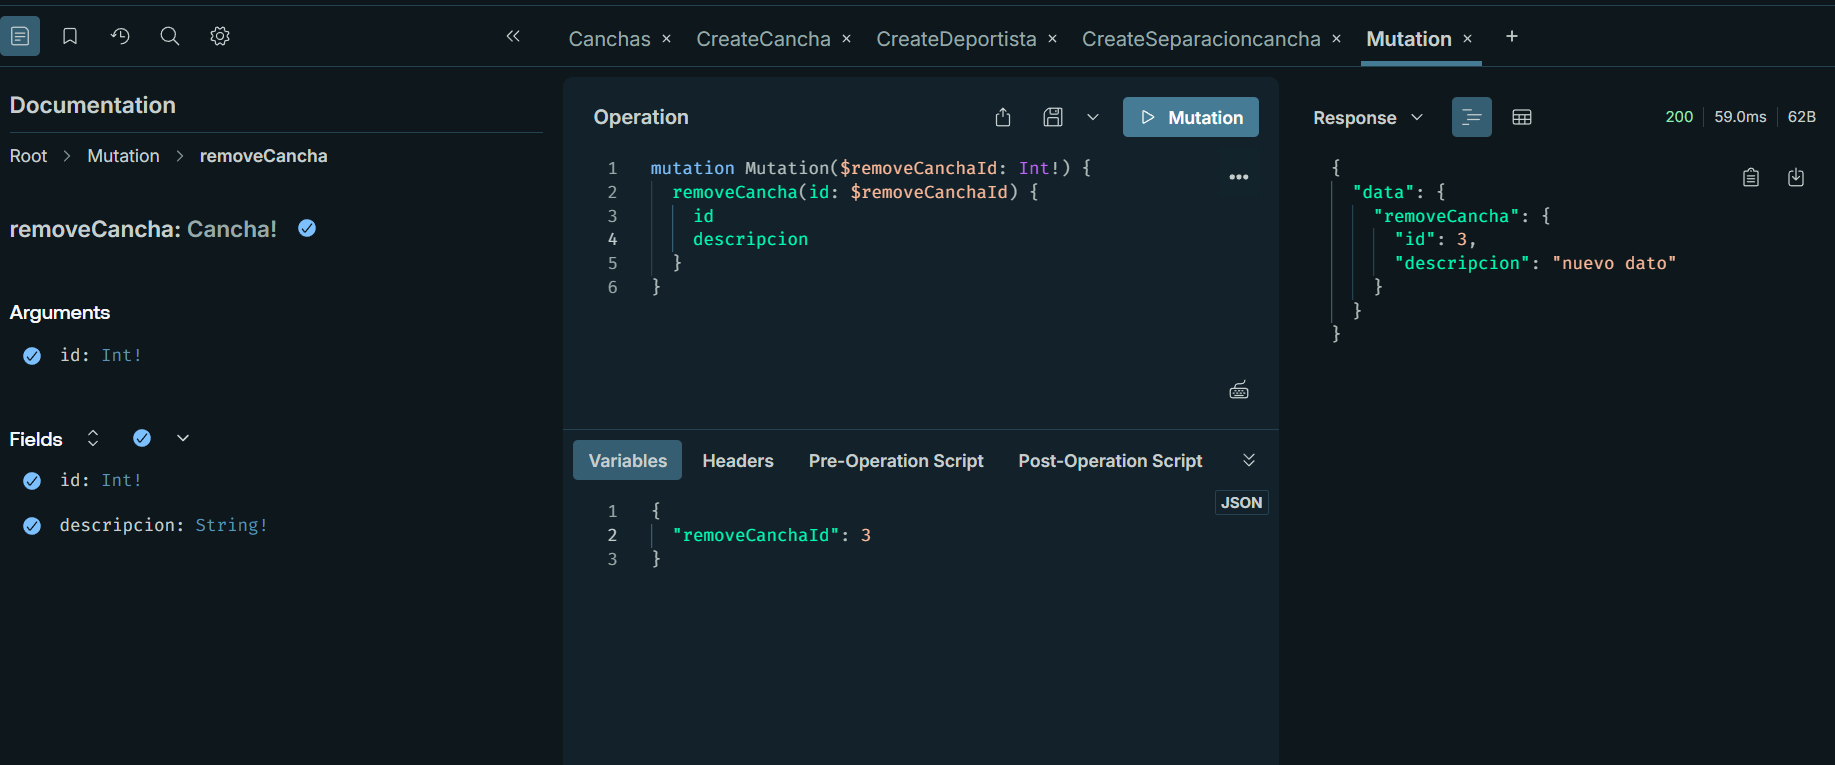 Canchas × CreateCancha × CreateDeportista × CreateSeparacioncancha × Mutation × +
Documentation
Root > Mutation > removeCancha
removeCancha: Cancha!
Arguments
id: Int!
Fields
id: Int!
descripcion: String!
Operation
Mutation
1 mutation Mutation($removeCanchaId: Int!) {
2 removeCancha(id: $removeCanchaId) {
3 id
4 descripcion
5 }
6 }
Variables Headers Pre-Operation Script Post-Operation Script
JSON
1 {
2 "removeCanchaId": 3
3 }
Response
200 59.0ms 62B
{
"data": {
"removeCancha": {
"id": 3,
"descripcion": "nuevo dato"
}
}
}